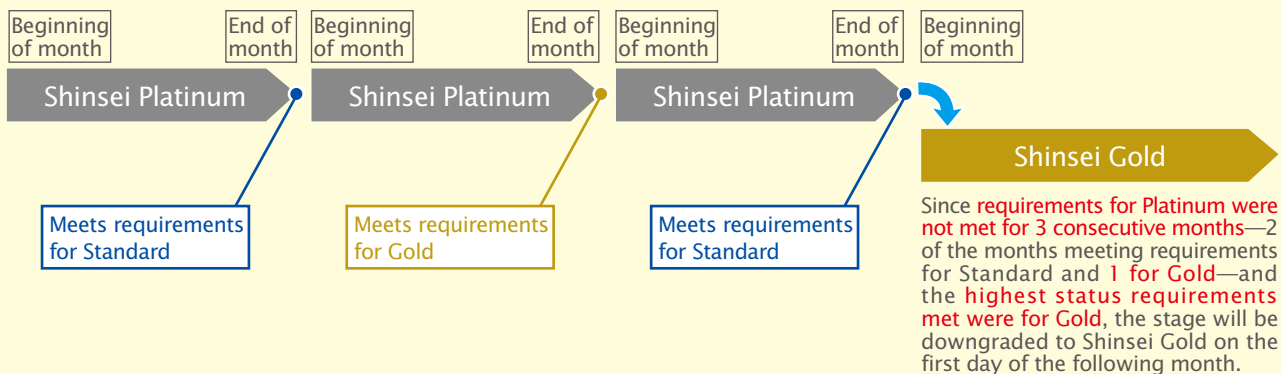 Beginning
of month
End of
month
Beginning
of month
End of
month
Beginning
of month
End of
month
Beginning
of month
Shinsei Platinum
Shinsei Platinum
Shinsei Platinum
Shinsei Gold
Meets requirements
for Standard
Meets requirements
for Gold
Meets requirements
for Standard
Since requirements for Platinum were
not met for 3 consecutive months—2
of the months meeting requirements
for Standard and 1 for Gold—and
the highest status requirements
met were for Gold, the stage will be
downgraded to Shinsei Gold on the
first day of the following month.